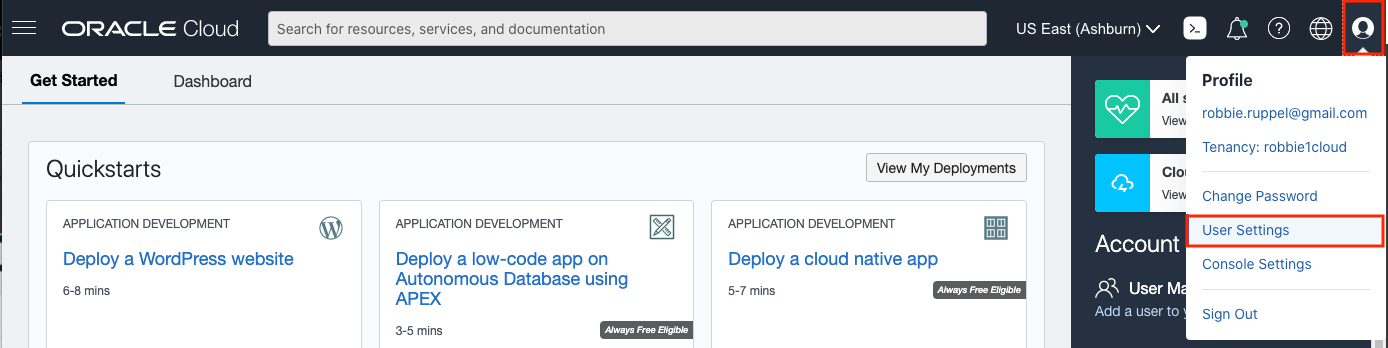 ORACLE Cloud
Search for resources, services, and documentation
US East (Ashburn)
Get Started
Dashboard
Quickstarts
View My Deployments
APPLICATION DEVELOPMENT
Deploy a WordPress website
6-8 mins
APPLICATION DEVELOPMENT
Deploy a low-code app on
Autonomous Database using
APEX
3-5 mins
Always Free Eligible
APPLICATION DEVELOPMENT
Deploy a cloud native app
5-7 mins
Always Free Eligible
All s
View
Clou
View
Account
User Ma
Add a user to y
Profile
robbie.ruppel@gmail.com
Tenancy: robbie1cloud
Change Password
User Settings
Console Settings
Sign Out